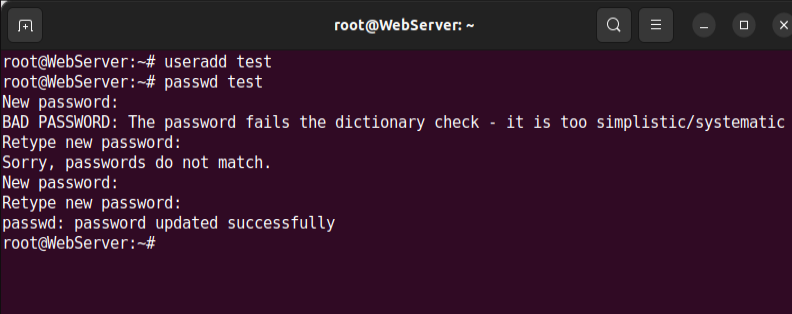 root@WebServer: ~
root@WebServer:~# useradd test
root@WebServer:~# passwd test
New password:
BAD PASSWORD: The password fails the dictionary check - it is too simplistic/systematic
Retype new password:
Sorry, passwords do not match.
New password:
Retype new password:
passwd: password updated successfully
root@WebServer:~#